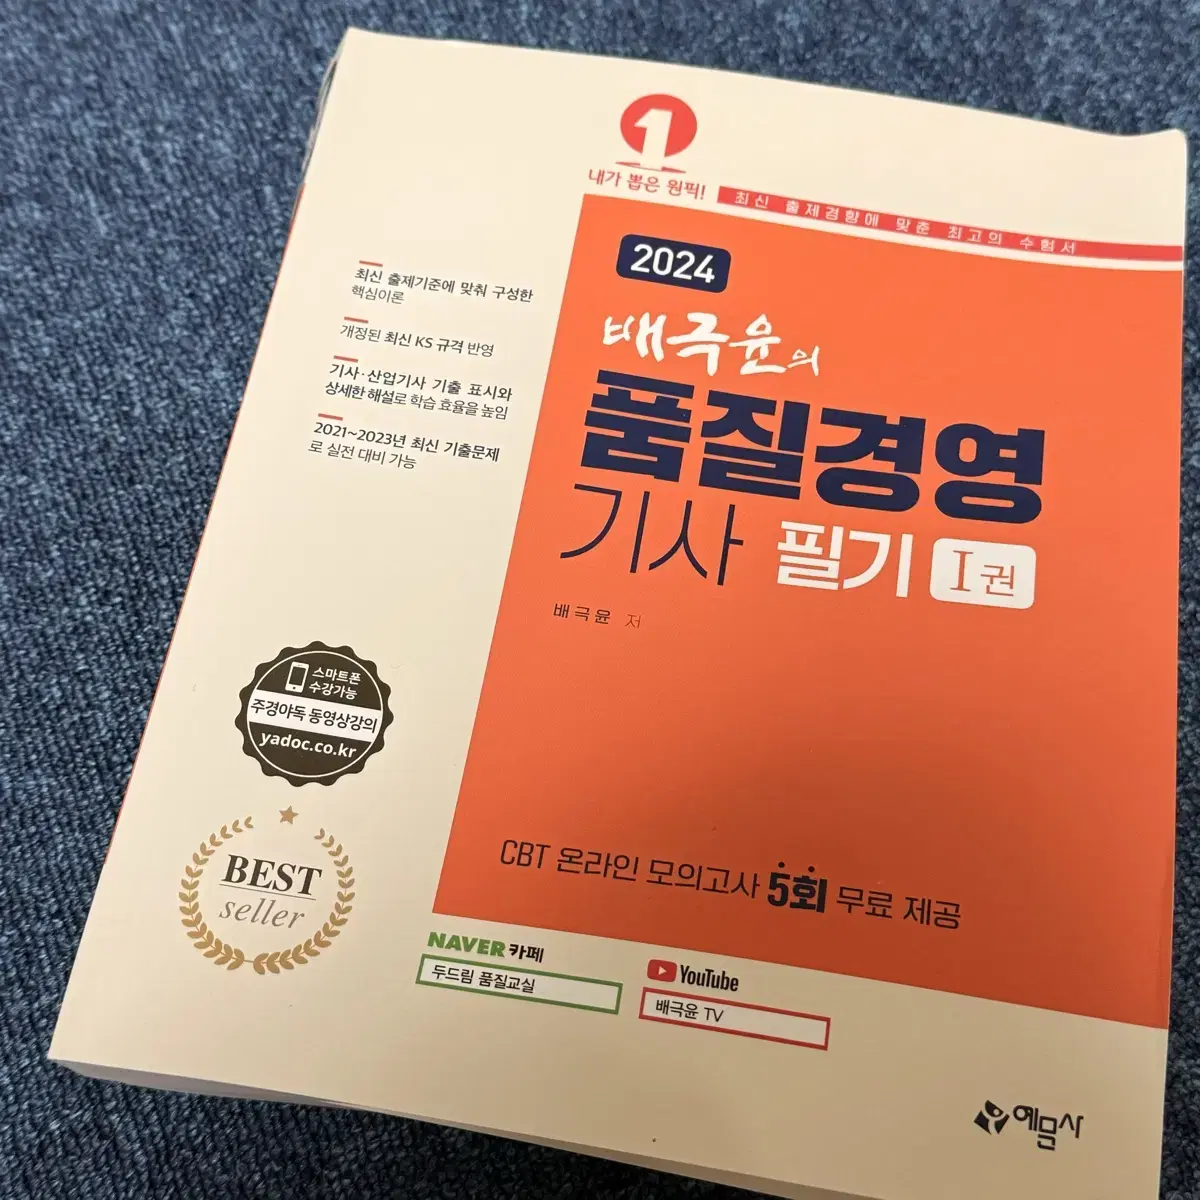 1
내가 뽑은 원픽!
최신 출제경향에 맞춘 최고의 수험서
2024
배극윤의
품질경영
기사 필기 I권
배극윤 저
최신 출제기준에 맞춰 구성한
핵심이론
개정된 최신 KS 규격 반영
기사·산업기사 기출 표시와
상세한 해설로 학습 효율을 높임
2021~2023년 최신 기출문제
로 실전 대비 가능
스마트폰
수강가능
주경야독 동영상강의
yadoc.co.kr
BEST
seller
CBT 온라인 모의고사 5회 무료 제공
NAVER 카페
두드림 품질교실
YouTube
배극윤 TV
예문사